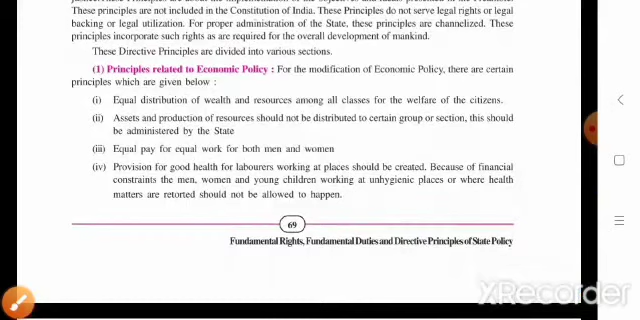 These principles are not included in the Constitution of India. These Principles do not serve legal rights or legal
backing or legal utilization. For proper administration of the State, these principles are channelized. These
principles incorporate such rights as are required for the overall development of mankind.
These Directive Principles are divided into various sections.
(1) Principles related to Economic Policy : For the modification of Economic Policy, there are certain
principles which are given below :
(i) Equal distribution of wealth and resources among all classes for the welfare of the citizens.
(ii) Assets and production of resources should not be distributed to certain group or section, this should
be administered by the State
(iii) Equal pay for equal work for both men and women
(iv) Provision for good health for labourers working at places should be created. Because of financial
constraints the men, women and young children working at unhygienic places or where health
matters are retorted should not be allowed to happen.
69
Fundamental Rights, Fundamental Duties and Directive Principles of State Policy
XRecorder